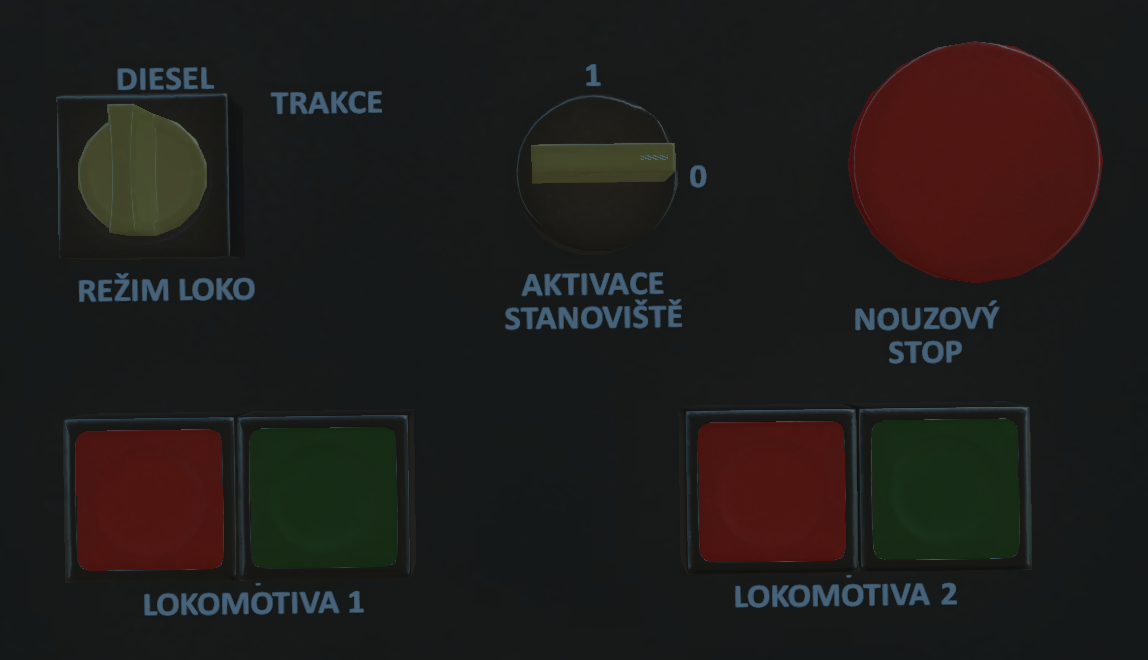 DIESEL
TRAKCE
REŽIM LOKO
1
0
AKTIVACE
STANOVIŠTĚ
NOUZOVÝ
STOP
LOKOMOTIVA 1
LOKOMOTIVA 2